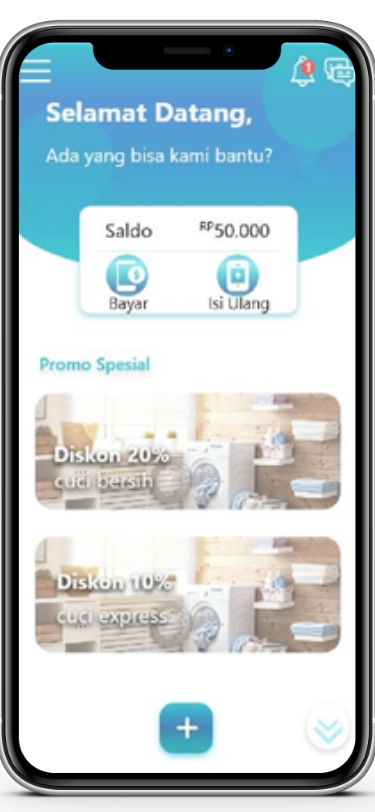 1
Selamat Datang,
Ada yang bisa kami bantu?
Saldo RP50.000
Bayar Isi Ulang
Promo Spesial
Diskon 20%
cuci bersih
Diskon 10%
cuci express
+